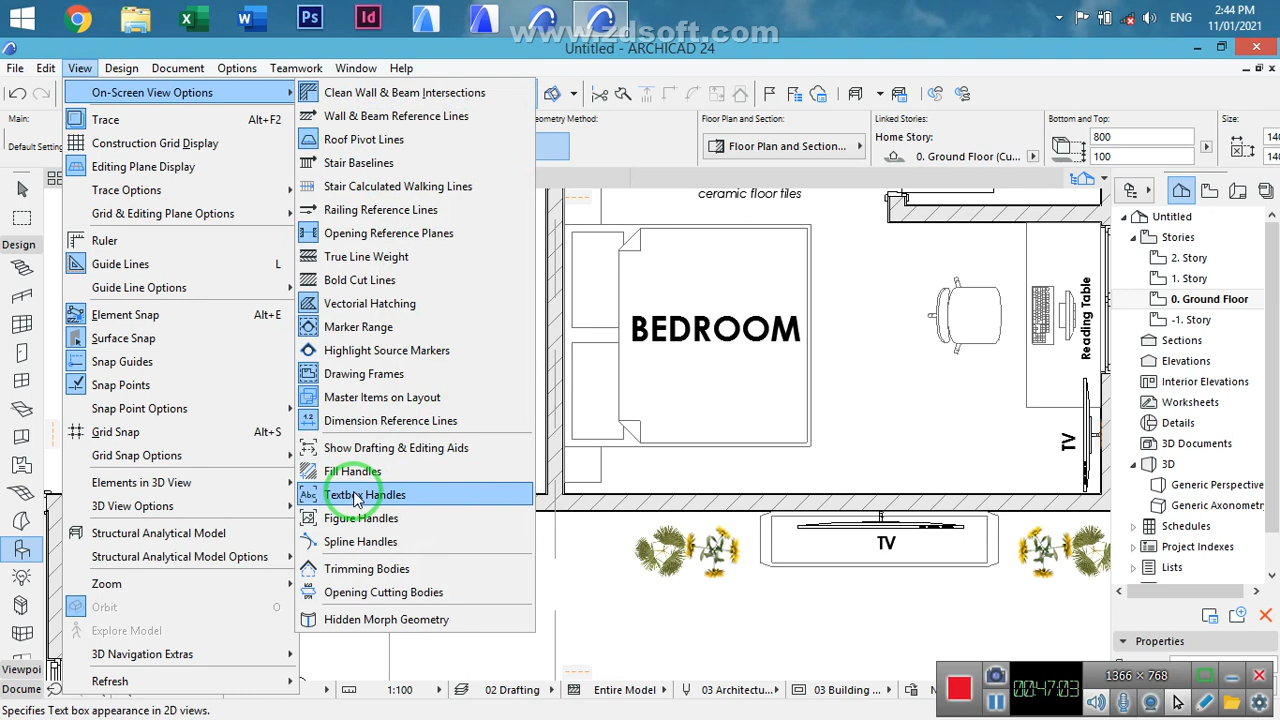 www.zdsoft.com
ENG
2:44 PM
11/01/2021
Untitled - ARCHICAD 24
File Edit View Design Document Options Teamwork Window Help
Main:
Default Setting
On-Screen View Options
Trace Alt+F2
Construction Grid Display
Editing Plane Display
Trace Options
Grid & Editing Plane Options
Ruler
Guide Lines L
Guide Line Options
Element Snap Alt+E
Surface Snap
Snap Guides
Snap Points
Snap Point Options
Grid Snap Alt+S
Grid Snap Options
Elements in 3D View
3D View Options
Structural Analytical Model
Structural Analytical Model Options
Zoom
Orbit O
Explore Model
3D Navigation Extras
Refresh
Clean Wall & Beam Intersections
Wall & Beam Reference Lines
Roof Pivot Lines
Stair Baselines
Stair Calculated Walking Lines
Railing Reference Lines
Opening Reference Planes
True Line Weight
Bold Cut Lines
Vectorial Hatching
Marker Range
Highlight Source Markers
Drawing Frames
Master Items on Layout
Dimension Reference Lines
Show Drafting & Editing Aids
Fill Handles
Textbox Handles
Figure Handles
Spline Handles
Trimming Bodies
Opening Cutting Bodies
Hidden Morph Geometry
Geometry Method:
Floor Plan and Section:
Floor Plan and Section...
Linked Stories:
Home Story:
0. Ground Floor (Cu...
Bottom and Top:
800
100
Size:
140
140
Design
Viewpoi
Docume
ceramic floor tiles
BEDROOM
Reading Table
TV
TV
Untitled
Stories
2. Story
1. Story
0. Ground Floor
-1. Story
Sections
Elevations
Interior Elevations
Worksheets
Details
3D Documents
3D
Generic Perspective
Generic Axonometr
Schedules
Project Indexes
Lists
Properties
1:100
02 Drafting
Entire Model
03 Architectu...
03 Building ...
1366 × 768
00:47:03
Specifies Text box appearance in 2D views.